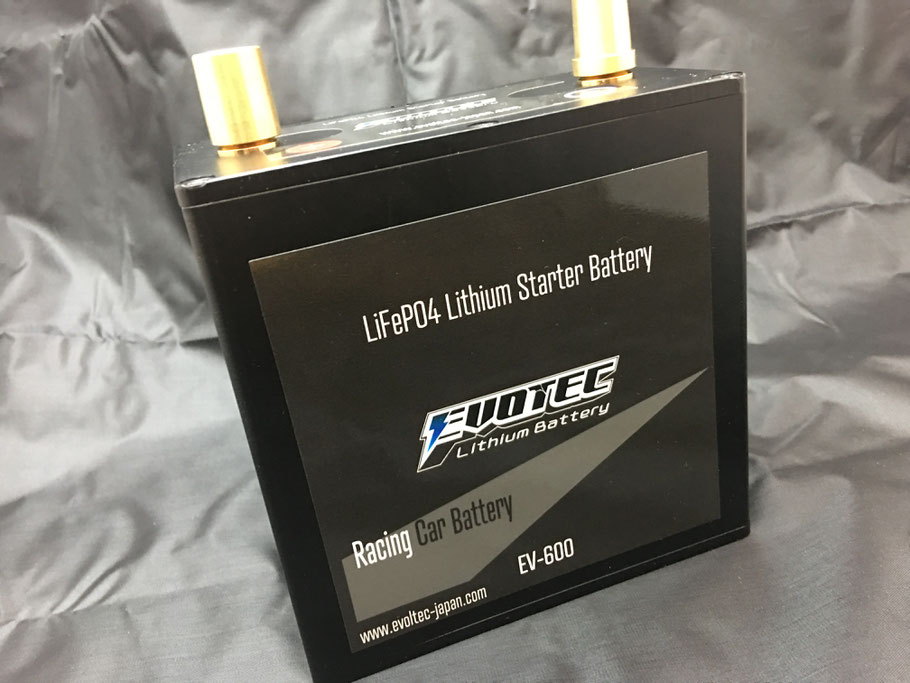 LiFePO4 Lithium Starter Battery
EVOTEC
Lithium Battery
Racing Car Battery
EV-600
www.evoltec-japan.com